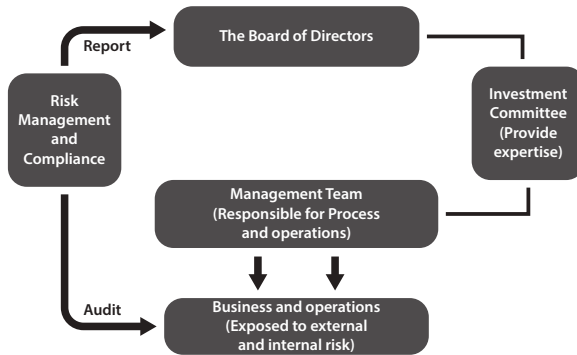 Report
The Board of Directors
Risk
Management
and
Compliance
Investment
Committee
(Provide
expertise)
Management Team
(Responsible for Process
and operations)
Audit
Business and operations
(Exposed to external
and internal risk)